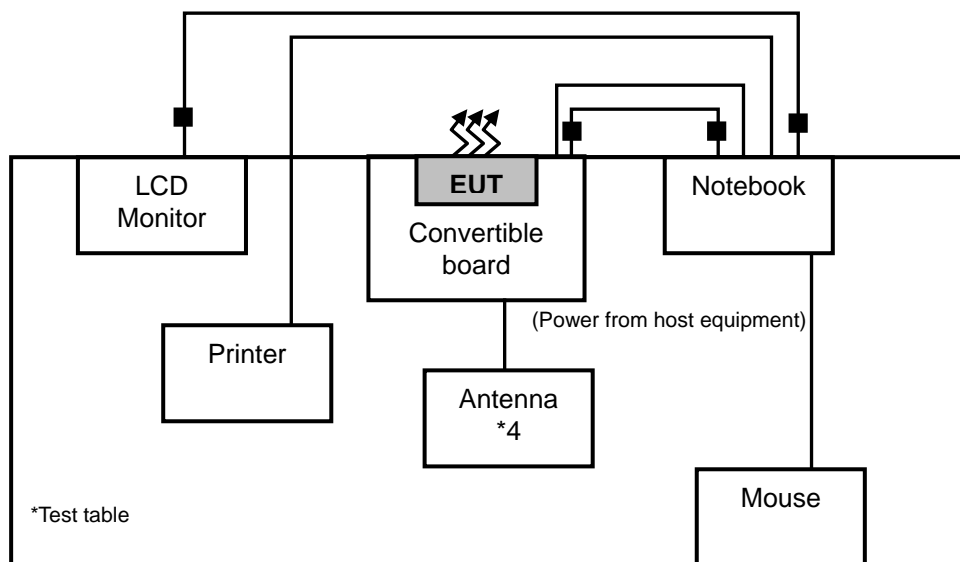 LCD
Monitor
EUT
Convertible
board
Notebook
(Power from host equipment)
Printer
Antenna
*4
Mouse
*Test table